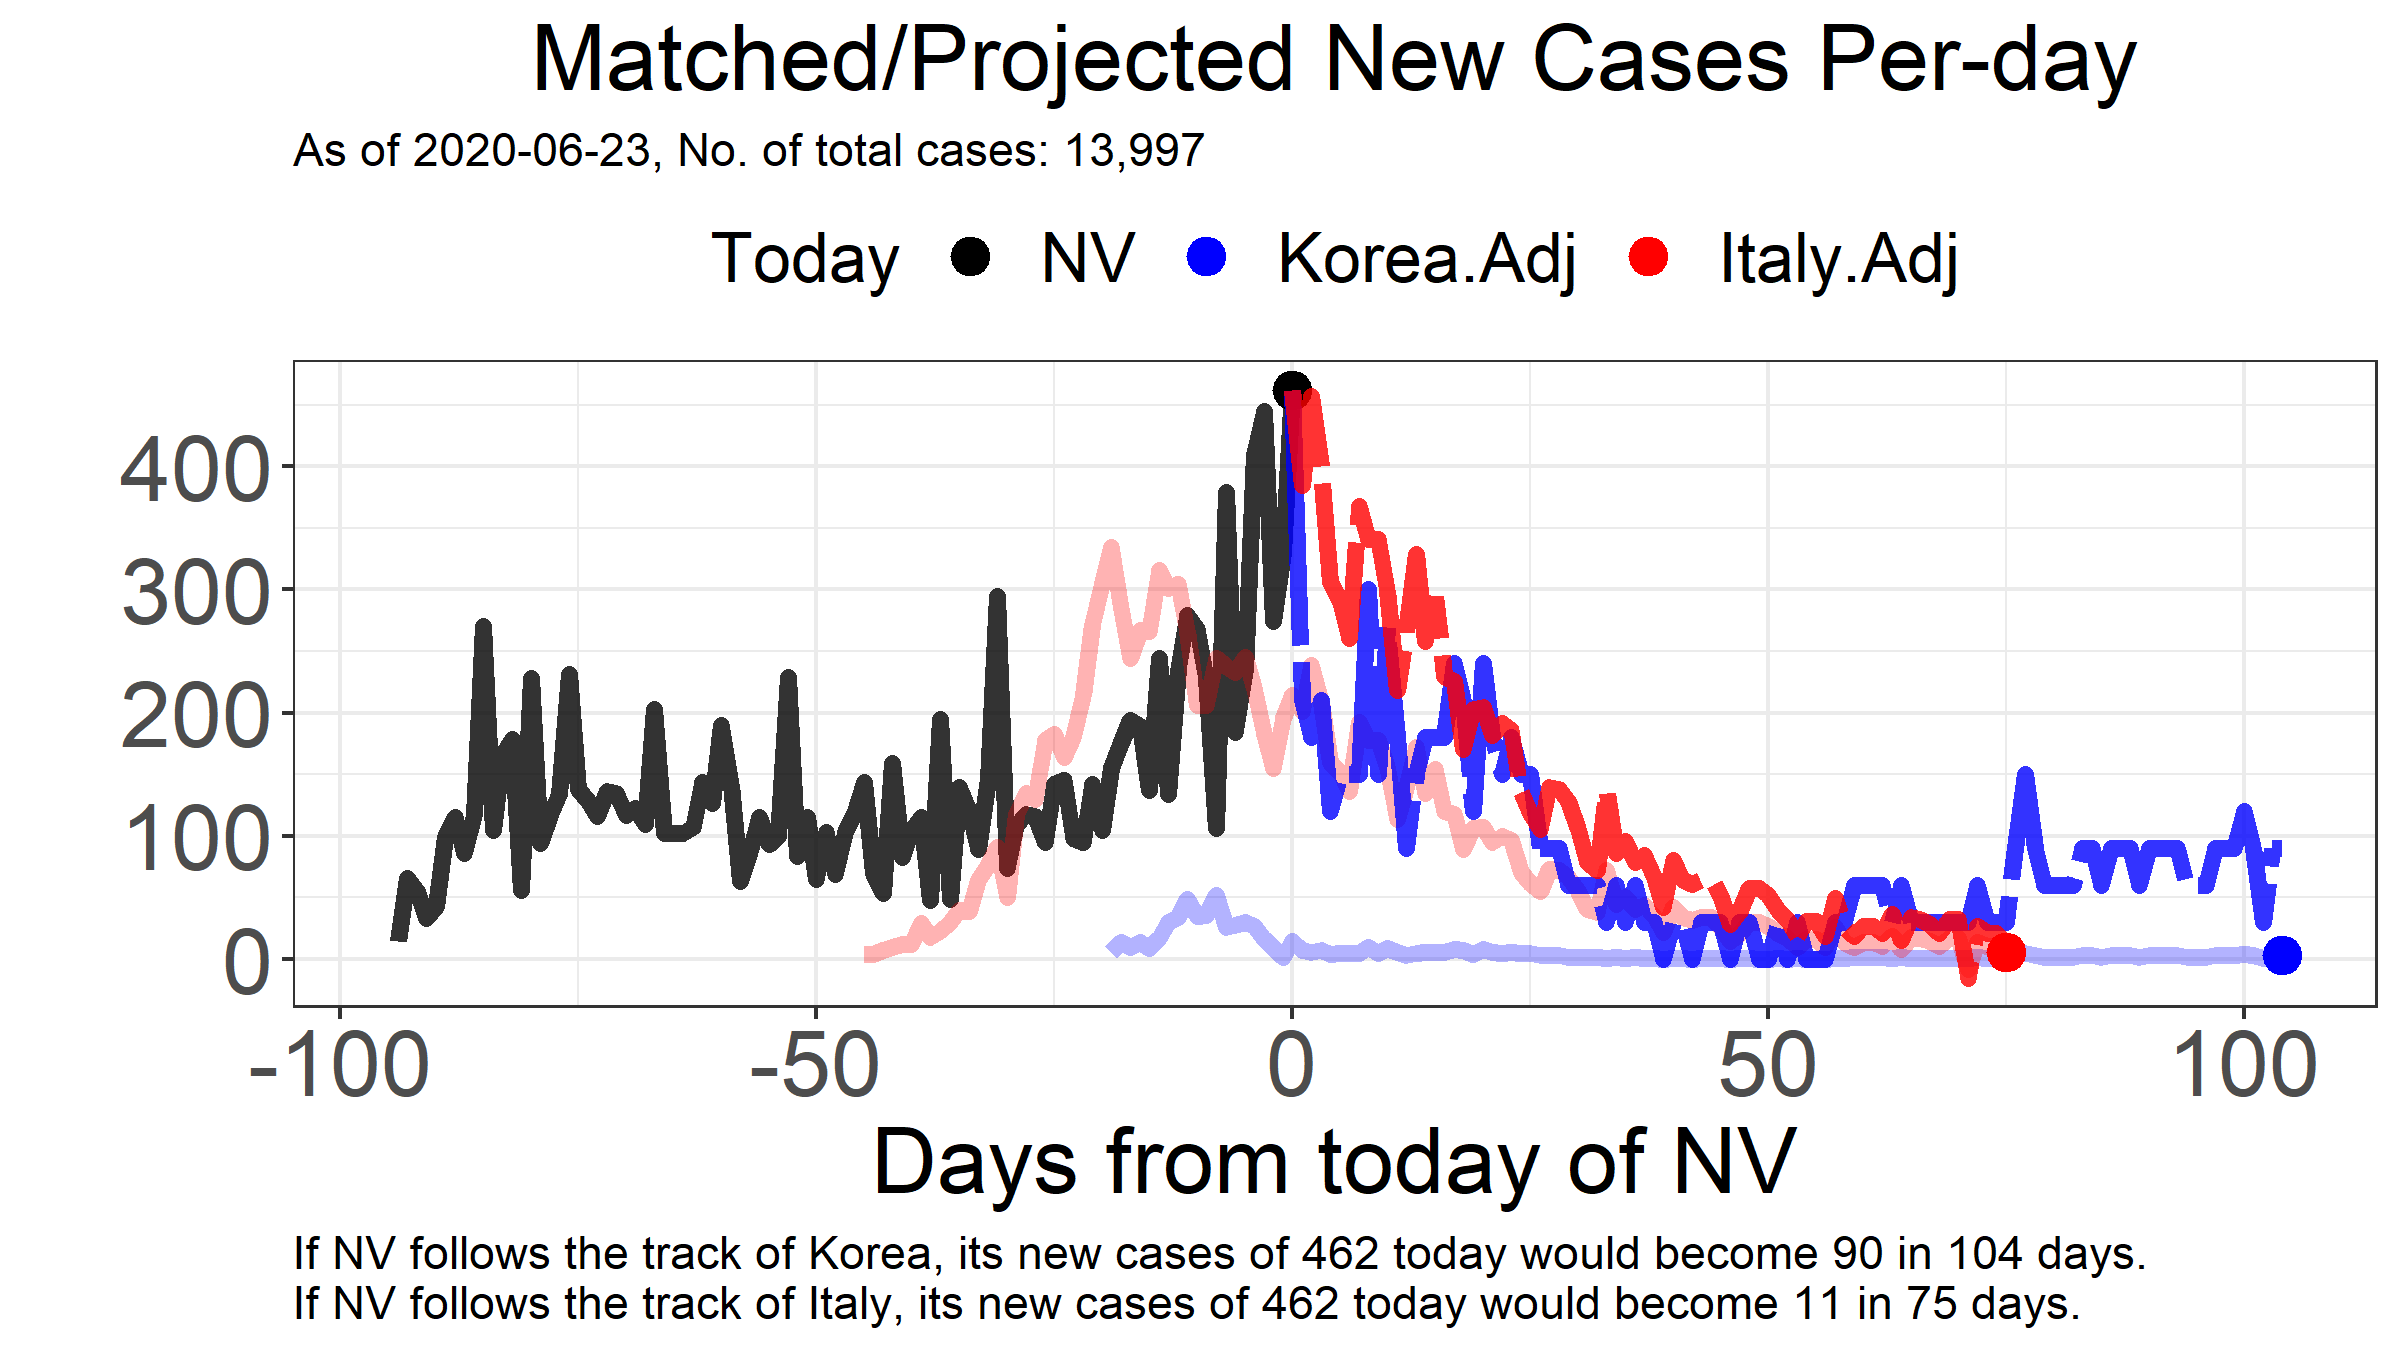 Matched/Projected New Cases Per-day
As of 2020-06-23, No. of total cases: 13,997
Today NV Korea.Adj Italy.Adj
400
300
200
100
0
-100 -50 0 50 100
Days from today of NV
If NV follows the track of Korea, its new cases of 462 today would become 90 in 104 days.
If NV follows the track of Italy, its new cases of 462 today would become 11 in 75 days.